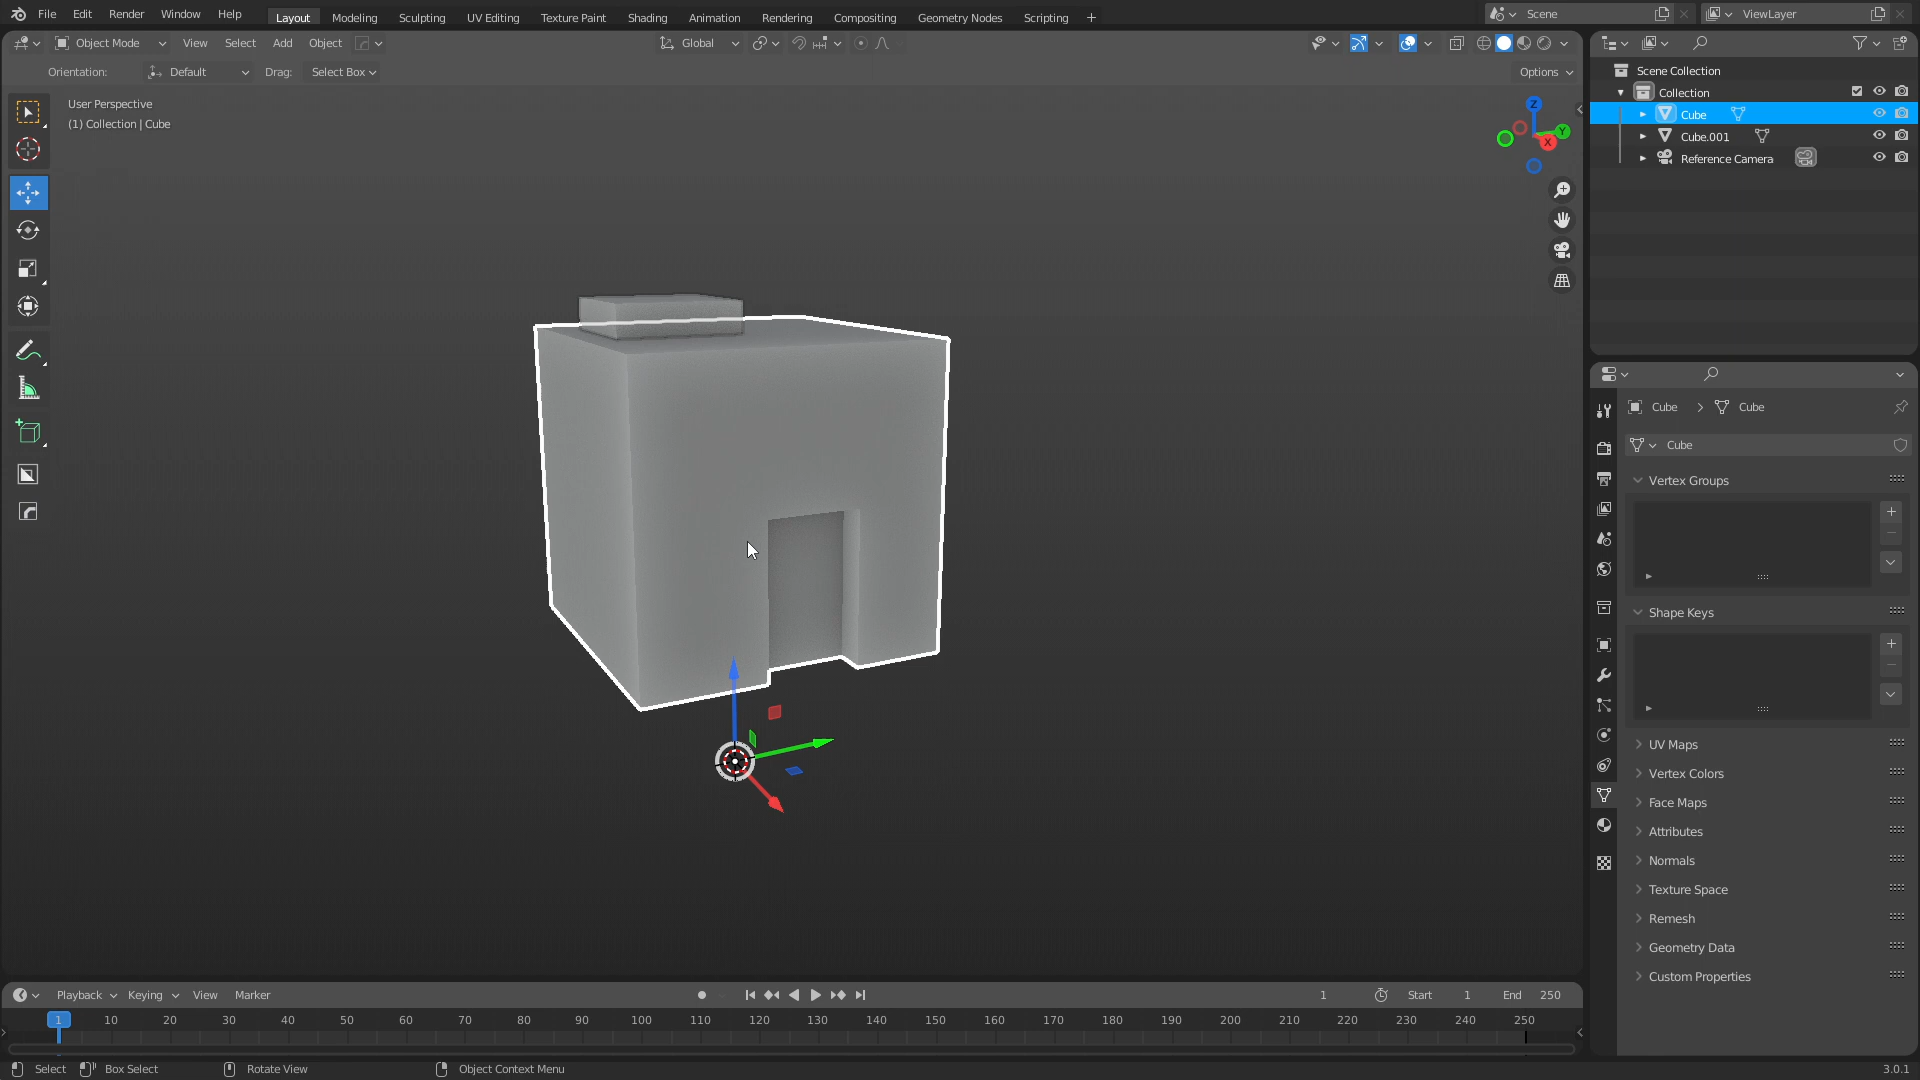 File Edit Render Window Help Layout Modeling Sculpting UV Editing Texture Paint Shading Animation Rendering Compositing Geometry Nodes Scripting + Scene ViewLayer
Object Mode View Select Add Object Global
Orientation: Default Drag: Select Box Options
User Perspective
(1) Collection | Cube
Z
Y
X
Scene Collection
Collection
Cube
Cube.001
Reference Camera
Cube > Cube
Cube
Vertex Groups
Shape Keys
UV Maps
Vertex Colors
Face Maps
Attributes
Normals
Texture Space
Remesh
Geometry Data
Custom Properties
Playback Keying View Marker 1 Start 1 End 250
1 10 20 30 40 50 60 70 80 90 100 110 120 130 140 150 160 170 180 190 200 210 220 230 240 250
Select Box Select Rotate View Object Context Menu 3.0.1